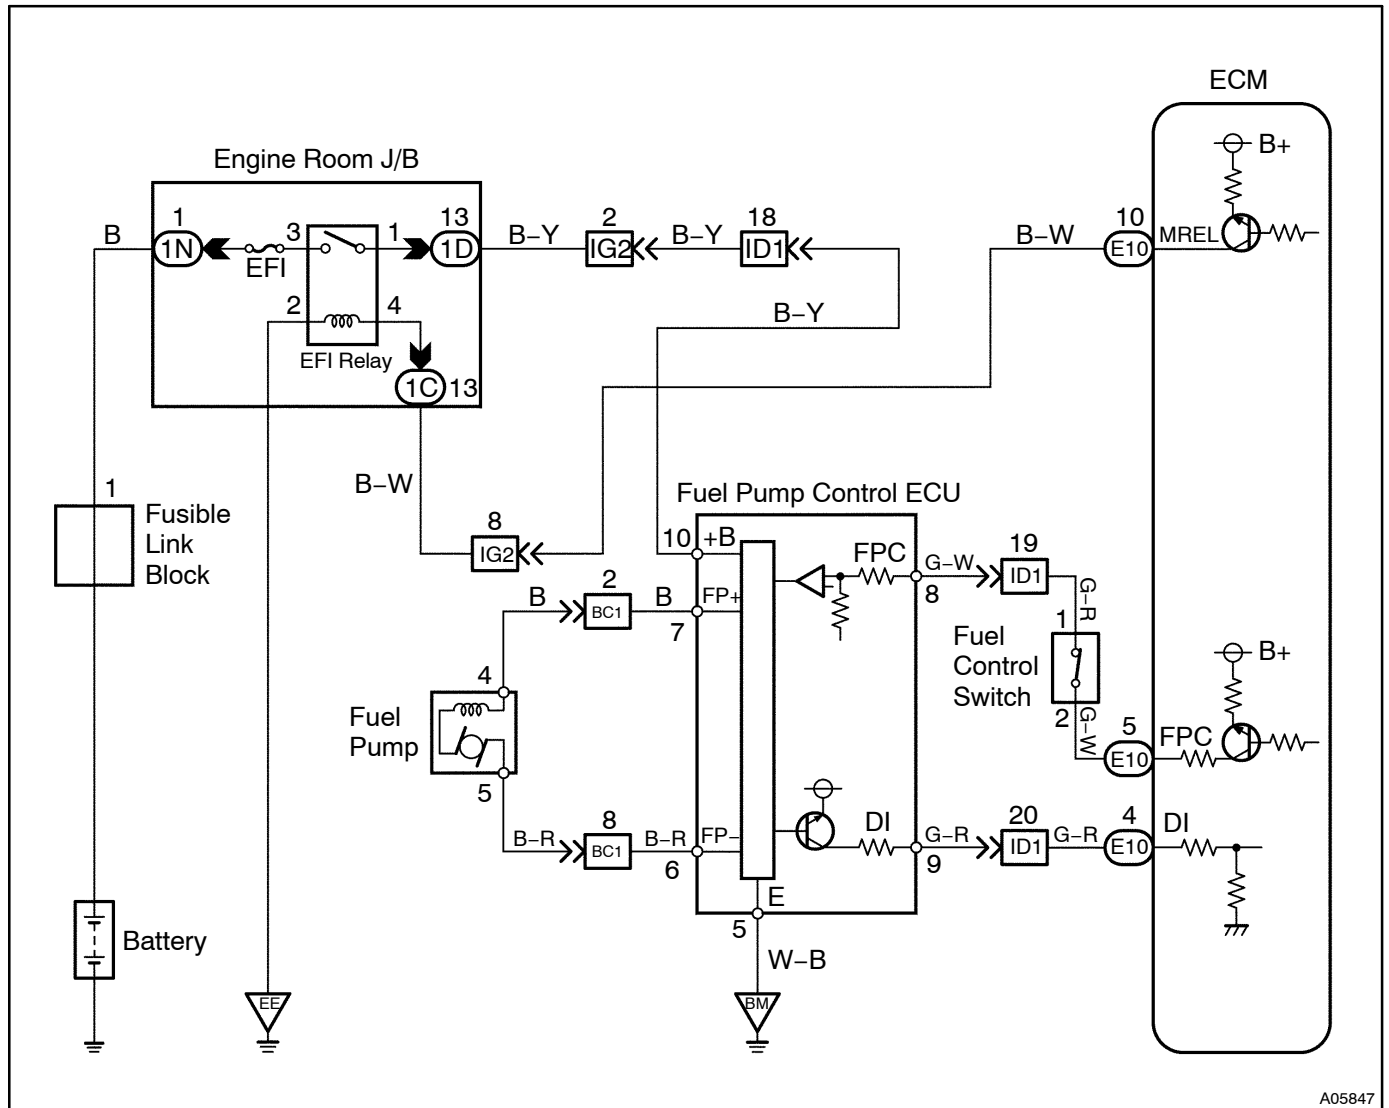 ECM
B+
Engine Room J/B
1
13
2
18
10
B
1N
3
1
1D
B–Y
IG2
B–Y
ID1
B–W
E10
MREL
EFI
2
4
B–Y
EFI Relay
1C
13
B–W
1
Fusible
Link
Block
8
IG2
Fuel Pump Control ECU
10
+B
FPC
G–W
19
ID1
8
G–R
B
2
BC1
B
FP+
7
1
Fuel
Control
Switch
B+
4
2
G–W
5
E10
FPC
Fuel
Pump
5
B–R
8
BC1
B–R
FP–
6
DI
G–R
9
20
ID1
G–R
4
E10
DI
E
5
W–B
Battery
EE
BM
A05847